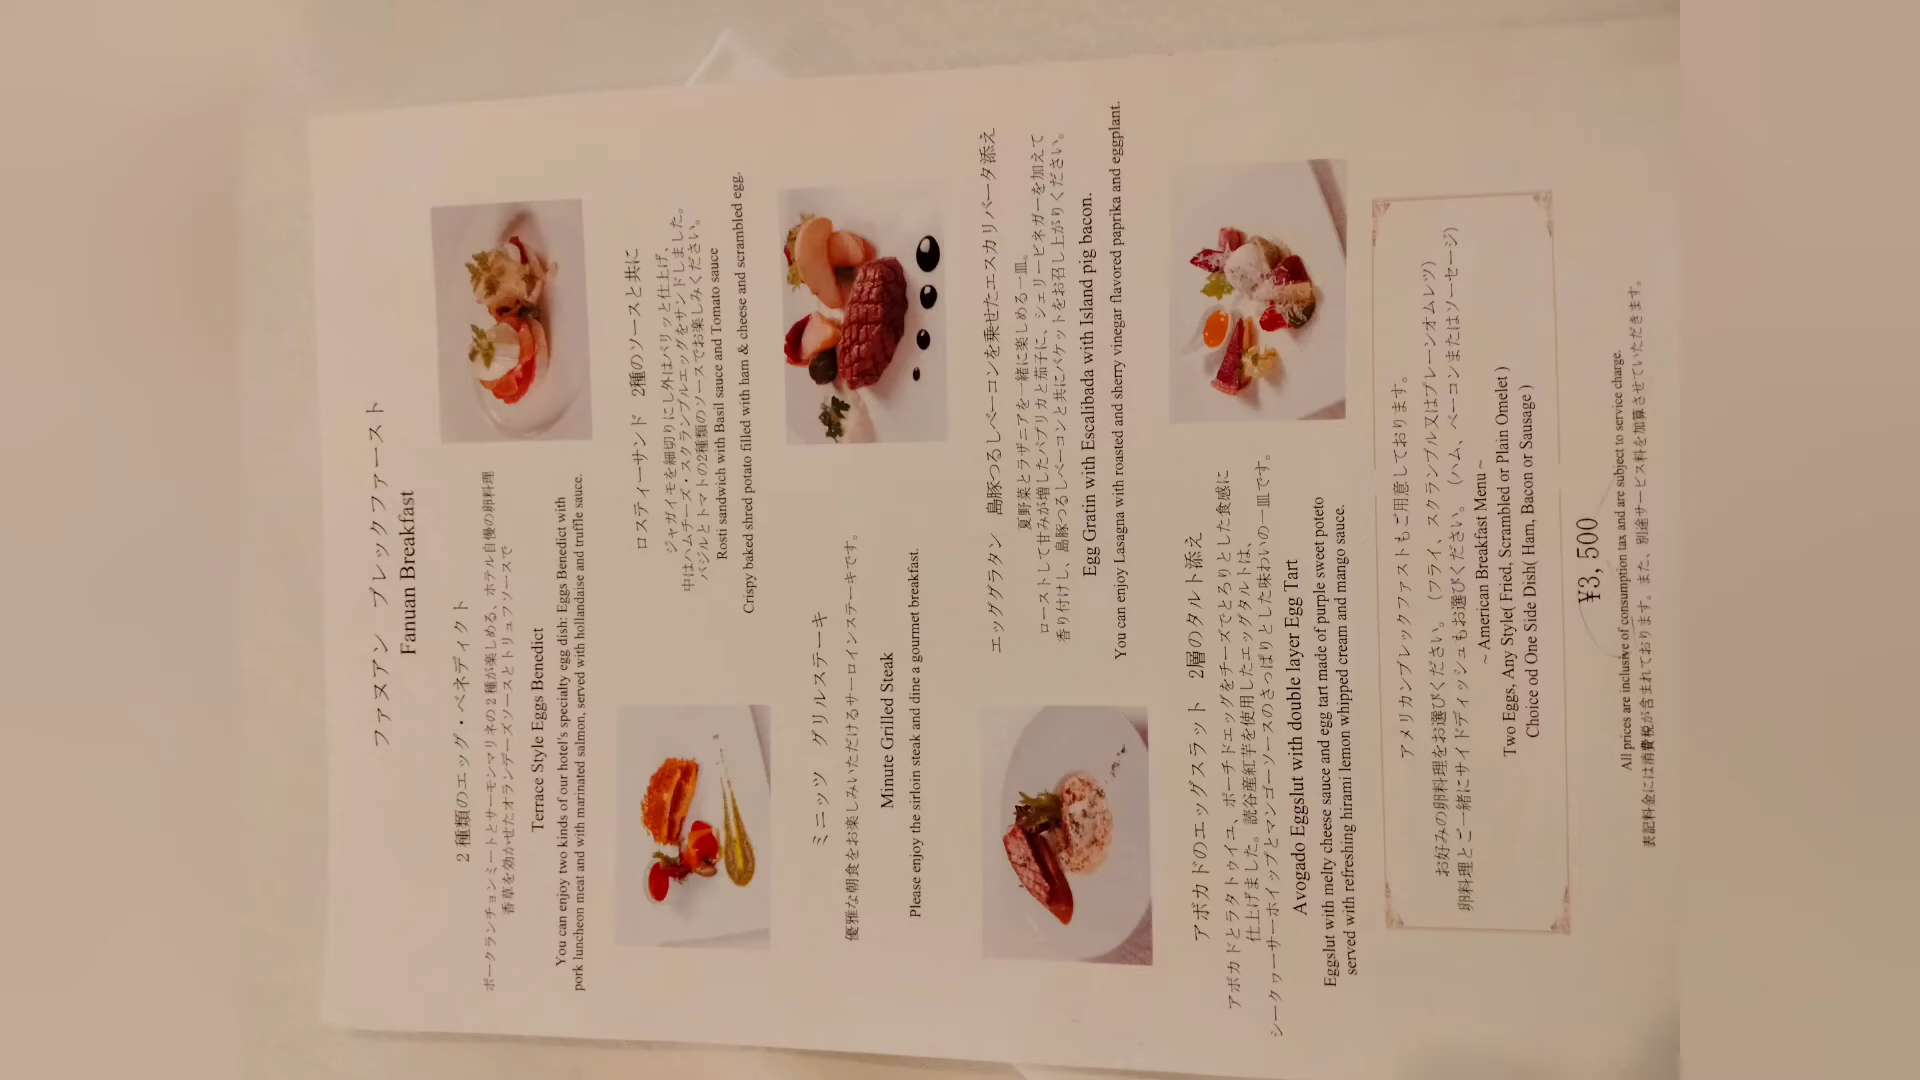 ファヌアン　ブレックファースト
Fanuan Breakfast
２種類のエッグ・ベネディクト
ポークランチョンミートとサーモンマリネの２種が楽しめる、ホテル自慢の卵料理
香草を効かせたオランデーズソースとトリュフソースで
Terrace Style Eggs Benedict
You can enjoy two kinds of our hotel's specialty egg dish: Eggs Benedict with
pork luncheon meat and with marinated salmon, served with hollandaise and truffle sauce.
ロスティーサンド　2種のソースと共に
ジャガイモを細切りにし外はパリッと仕上げ、
中はハムチーズ・スクランブルエッグをサンドしました。
バジルとトマトの2種類のソースでお楽しみください。
Rosti sandwich with Basil sauce and Tomato sauce
Crispy baked shred potato filled with ham & cheese and scrambled egg.
ミニッツ　グリルステーキ
優雅な朝食をお楽しみいただけるサーロインステーキです。
Minute Grilled Steak
Please enjoy the sirloin steak and dine a gourmet breakfast.
エッググラタン　島豚つるしベーコンを乗せたエスカリバータ添え
夏野菜とラザニアを一緒に楽しめる一皿。
ローストして甘みが増したパプリカと茄子に、シェリービネガーを加えて
香り付けし、島豚つるしベーコンと共にバケットをお召し上がりください。
Egg Gratin with Escalibada with Island pig bacon.
You can enjoy Lasagna with roasted and sherry vinegar flavored paprika and eggplant.
アボカドのエッグスラット　2層のタルト添え
アボカドとラタトゥイユ、ポーチドエッグをチーズでとろりとした食感に
仕上げました。読谷産紅芋を使用したエッグタルトは、
シークヮーサーホイップとマンゴーソースのさっぱりとした味わいの一皿です。
Avogado Eggslut with double layer Egg Tart
Eggslut with melty cheese sauce and egg tart made of purple sweet poteto
served with refreshing hirami lemon whipped cream and mango sauce.
アメリカンブレックファストもご用意しております。
お好みの卵料理をお選びください。（フライ、スクランブル又はプレーンオムレツ）
卵料理とご一緒にサイドディッシュもお選びください。（ハム、ベーコンまたはソーセージ）
～American Breakfast Menu～
Two Eggs, Any Style( Fried, Scrambled or Plain Omelet )
Choice od One Side Dish( Ham, Bacon or Sausage )
¥3,500
All prices are inclusive of consumption tax and are subject to service charge.
表記料金には消費税が含まれております。また、別途サービス料を加算させていただきます。